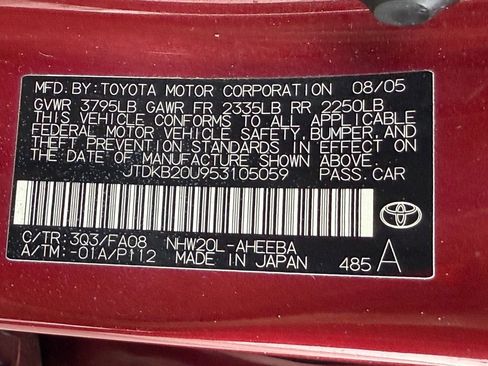 MFD. BY: TOYOTA MOTOR CORPORATION 08/05
GVWR 3795LB GAWR FR 2335LB RR 2250LB
THIS VEHICLE CONFORMS TO ALL APPLICABLE
FEDERAL MOTOR VEHICLE SAFETY, BUMPER, AND
THEFT PREVENTION STANDARDS IN EFFECT ON
THE DATE OF MANUFACTURE SHOWN ABOVE.
JTDKB20U953105059 PASS. CAR
C/TR: 3Q3/FA08 NHW20L-AHEEBA
A/TM: -01A/P112 MADE IN JAPAN 485 A